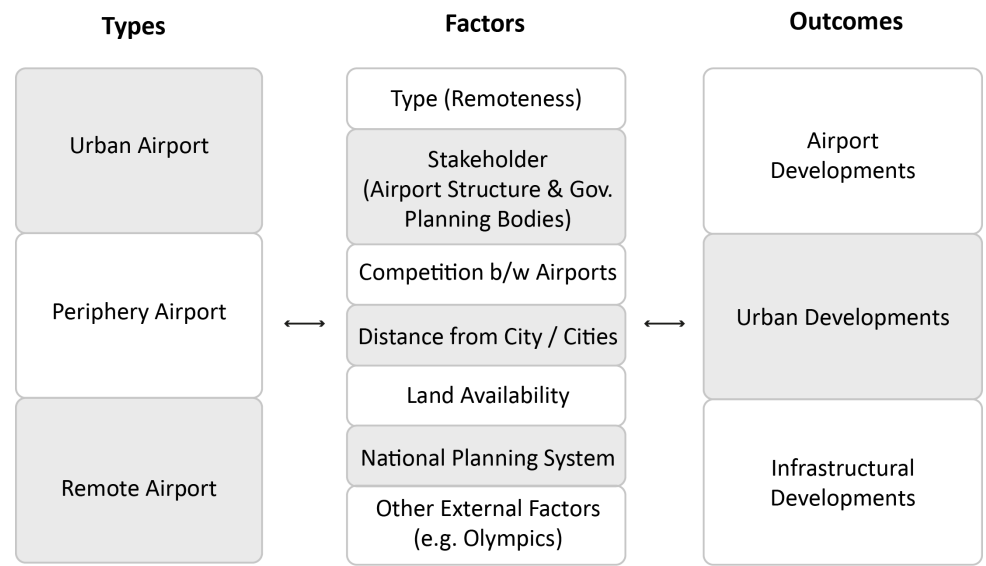 Types
Urban Airport
Periphery Airport
Remote Airport
Factors
Type (Remoteness)
Stakeholder
(Airport Structure & Gov.
Planning Bodies)
Competition b/w Airports
Distance from City / Cities
Land Availability
National Planning System
Other External Factors
(e.g. Olympics)
Outcomes
Airport
Developments
Urban Developments
Infrastructural
Developments